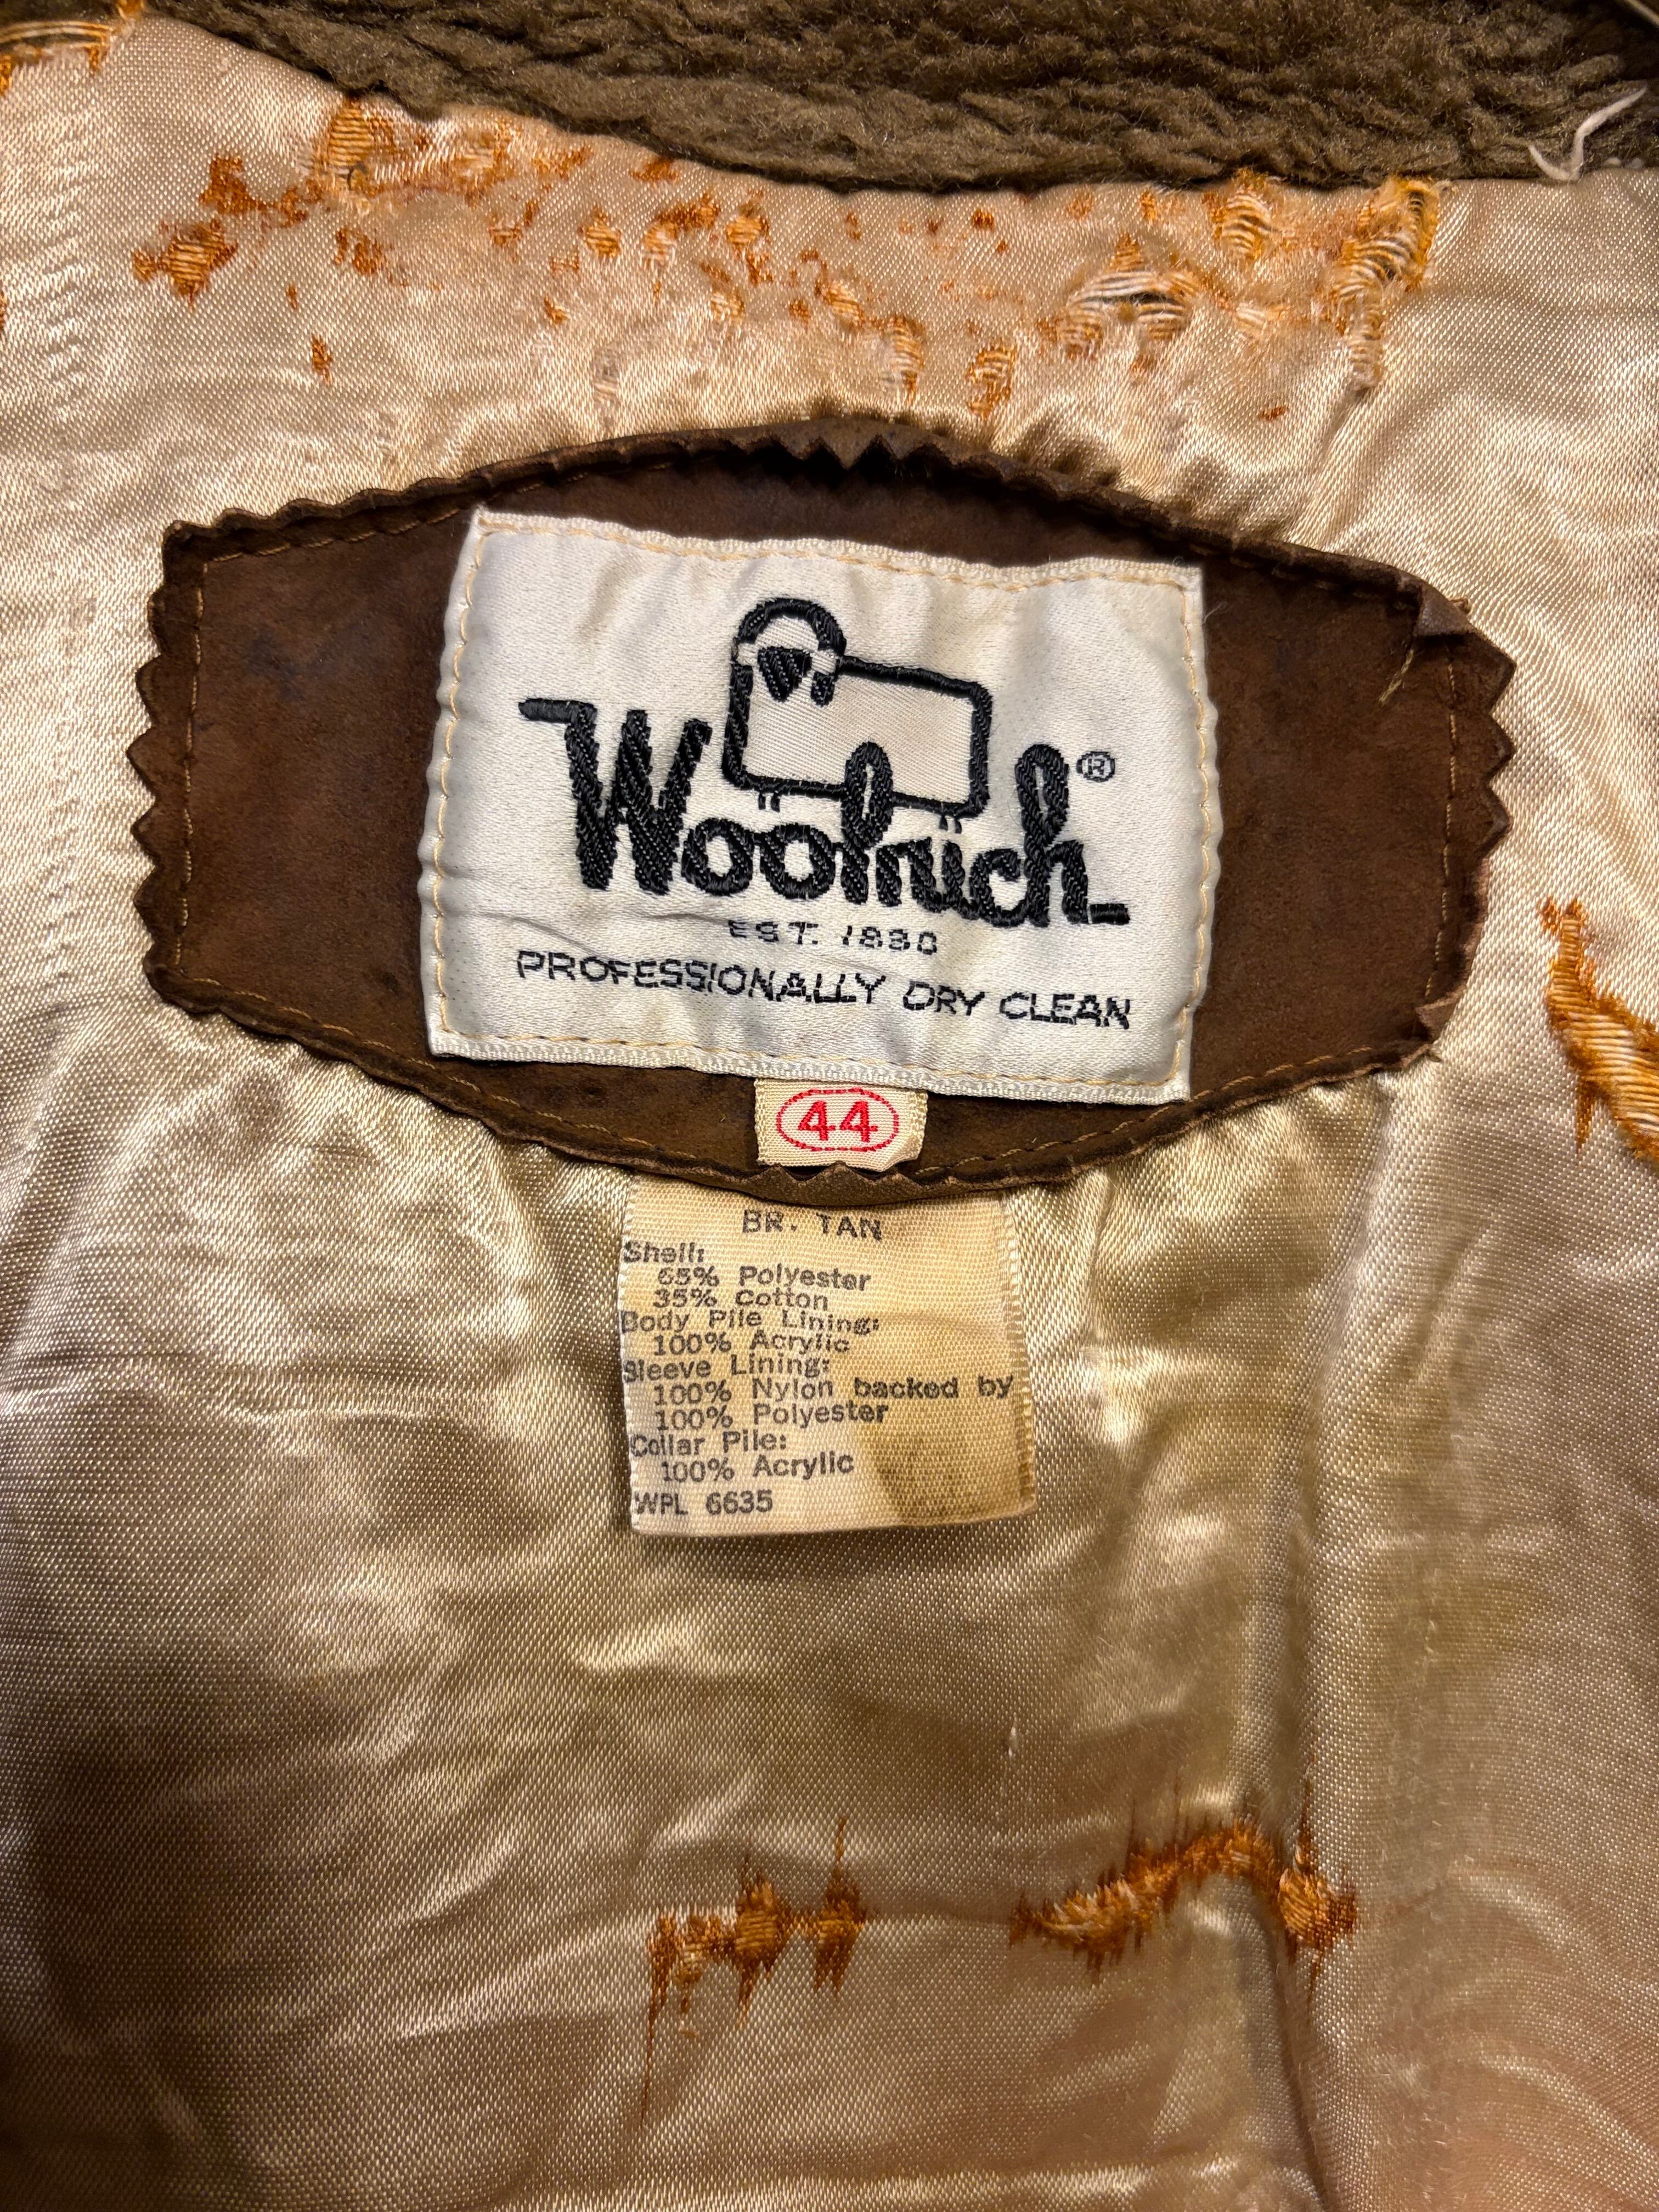 Woolrich®
EST. 1830
PROFESSIONALLY DRY CLEAN
44
BR. TAN
Shell:
65% Polyester
35% Cotton
Body Pile Lining:
100% Acrylic
Sleeve Lining:
100% Nylon backed by
100% Polyester
Collar Pile:
100% Acrylic
WPL 6635